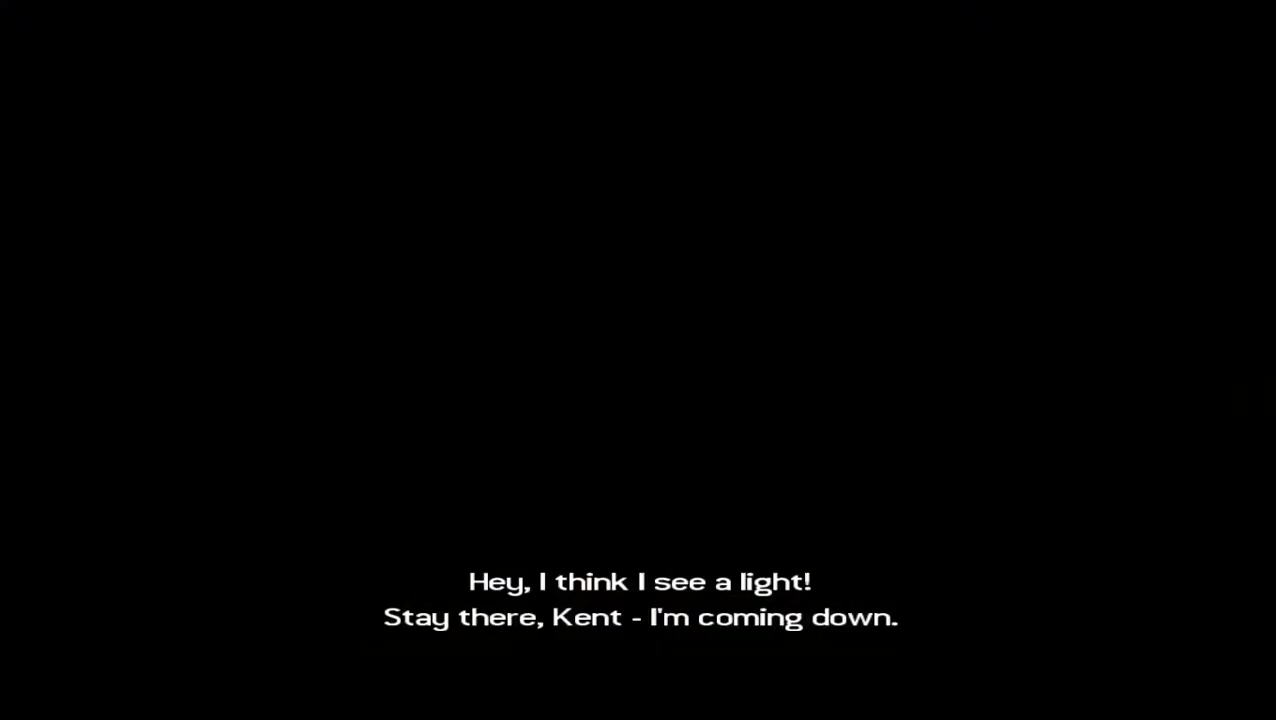 Hey, I think I see a light!
Stay there, Kent - I'm coming down.